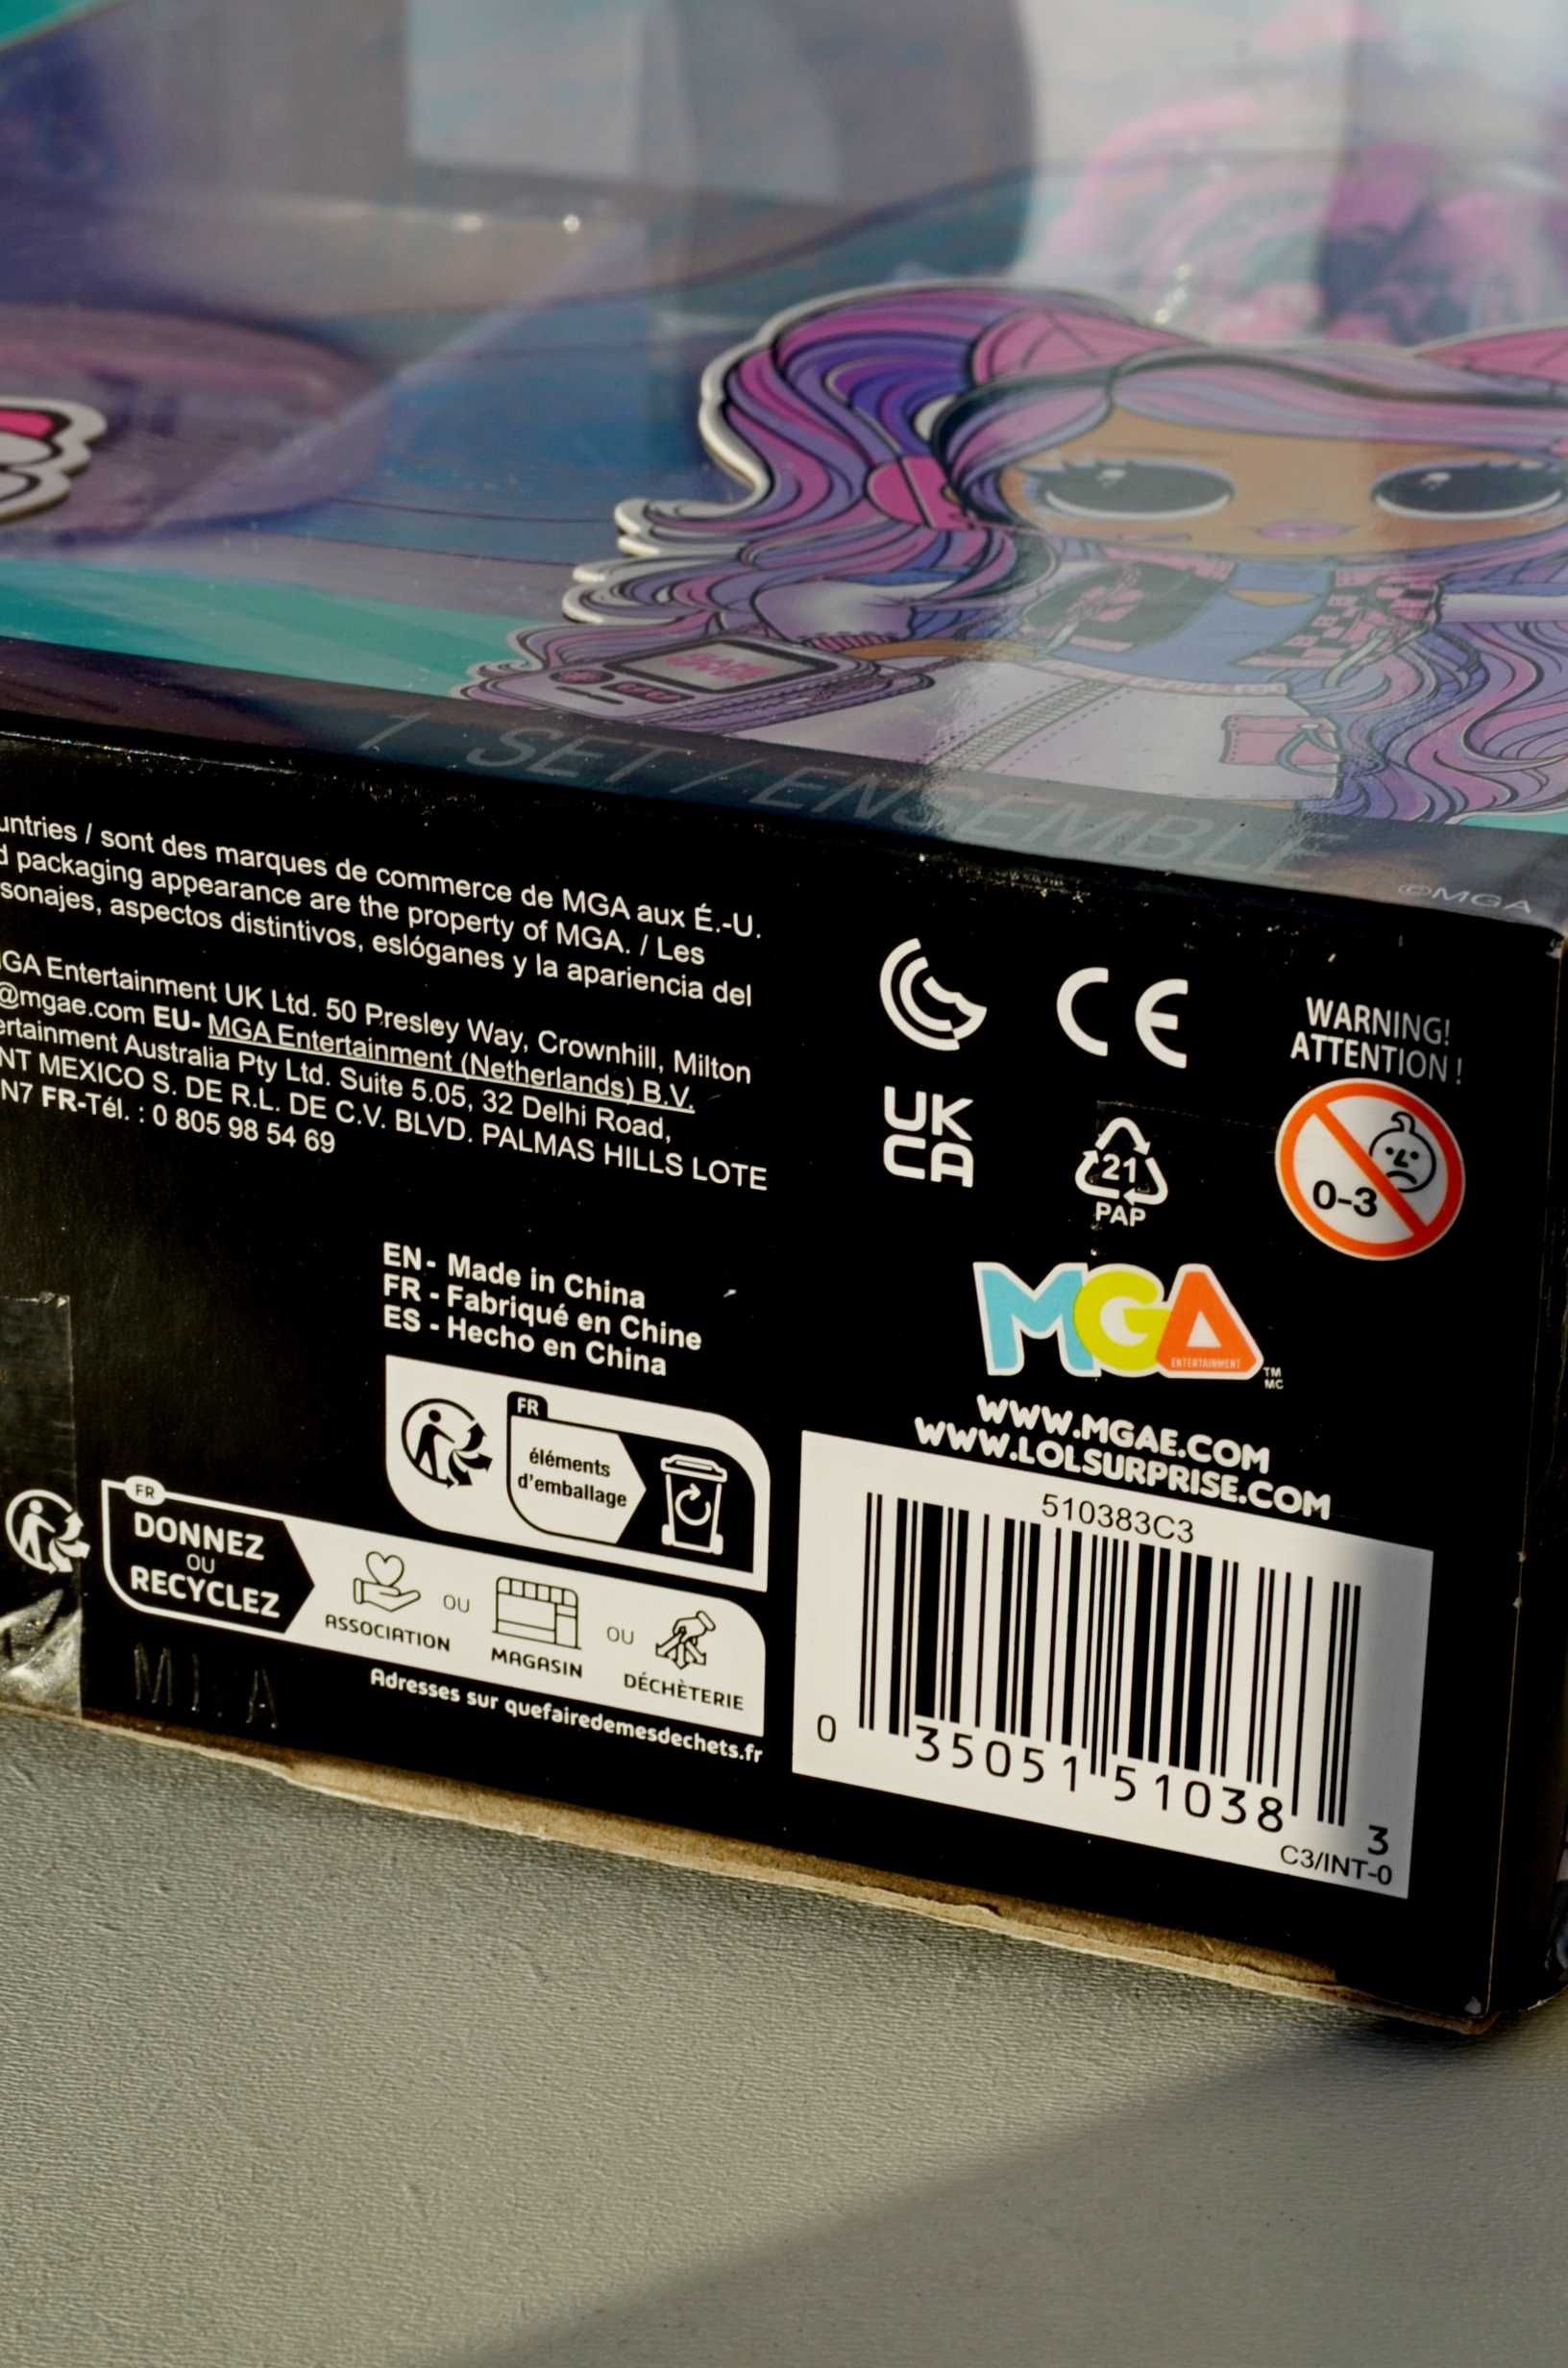 1 SET / ENSEMBLE
©MGA
untries / sont des marques de commerce de MGA aux É.-U.
d packaging appearance are the property of MGA. / Les
sonajes, aspectos distintivos, eslóganes y la apariencia del
GA Entertainment UK Ltd. 50 Presley Way, Crownhill, Milton
@mgae.com EU- MGA Entertainment (Netherlands) B.V.
ertainment Australia Pty Ltd. Suite 5.05, 32 Delhi Road,
NT MEXICO S. DE R.L. DE C.V. BLVD. PALMAS HILLS LOTE
N7 FR-Tél. : 0 805 98 54 69
CE
WARNING!
ATTENTION !
0-3
UK
CA
21
PAP
EN- Made in China
FR - Fabriqué en Chine
ES - Hecho en China
MGA
ENTERTAINMENT
TM
MC
WWW.MGAE.COM
WWW.LOLSURPRISE.COM
FR
éléments
d'emballage
FR
DONNEZ
OU
RECYCLEZ
ASSOCIATION
OU
MAGASIN
OU
DÉCHÈTERIE
Adresses sur quefairedemesdechets.fr
510383C3
0 35051 51038 3
C3/INT-0